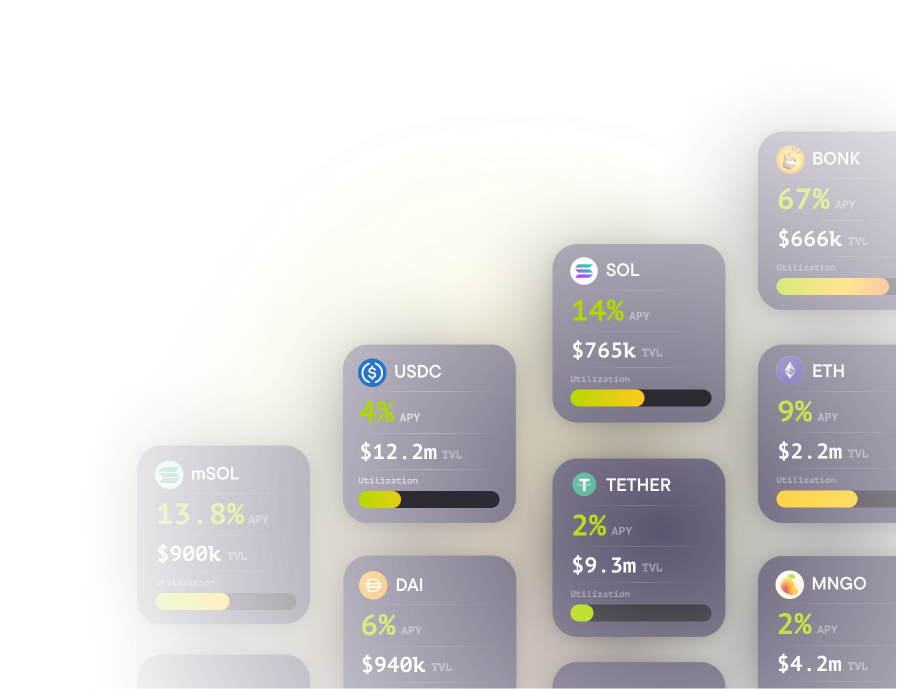 mSOL
13.8% APY
$900k TVL
Utilization
USDC
4% APY
$12.2m TVL
Utilization
DAI
6% APY
$940k TVL
SOL
14% APY
$765k TVL
Utilization
TETHER
2% APY
$9.3m TVL
Utilization
BONK
67% APY
$666k TVL
Utilization
ETH
9% APY
$2.2m TVL
Utilization
MNGO
2% APY
$4.2m TVL